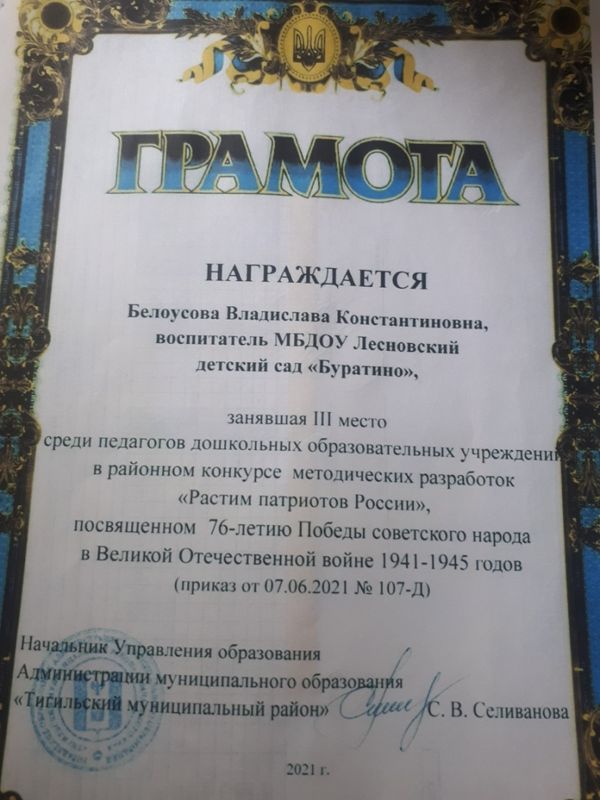 ГРАМОТА
НАГРАЖДАЕТСЯ
Белоусова Владислава Константиновна,
воспитатель МБДОУ Лесновский
детский сад «Буратино»,
занявшая III место
среди педагогов дошкольных образовательных учреждений
в районном конкурсе методических разработок
«Растим патриотов России»,
посвященном 76-летию Победы советского народа
в Великой Отечественной войне 1941-1945 годов
(приказ от 07.06.2021 № 107-Д)
Начальник Управления образования
Администрации муниципального образования
«Тигильский муниципальный район» С. В. Селиванова
2021 г.